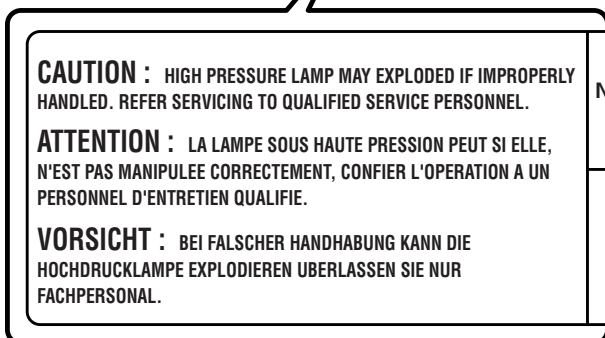 CAUTION : HIGH PRESSURE LAMP MAY EXPLODED IF IMPROPERLY
HANDLED. REFER SERVICING TO QUALIFIED SERVICE PERSONNEL.
ATTENTION : LA LAMPE SOUS HAUTE PRESSION PEUT SI ELLE,
N'EST PAS MANIPULEE CORRECTEMENT, CONFIER L'OPERATION A UN
PERSONNEL D'ENTRETIEN QUALIFIE.
VORSICHT : BEI FALSCHER HANDHABUNG KANN DIE
HOCHDRUCKLAMPE EXPLODIEREN UBERLASSEN SIE NUR
FACHPERSONAL.